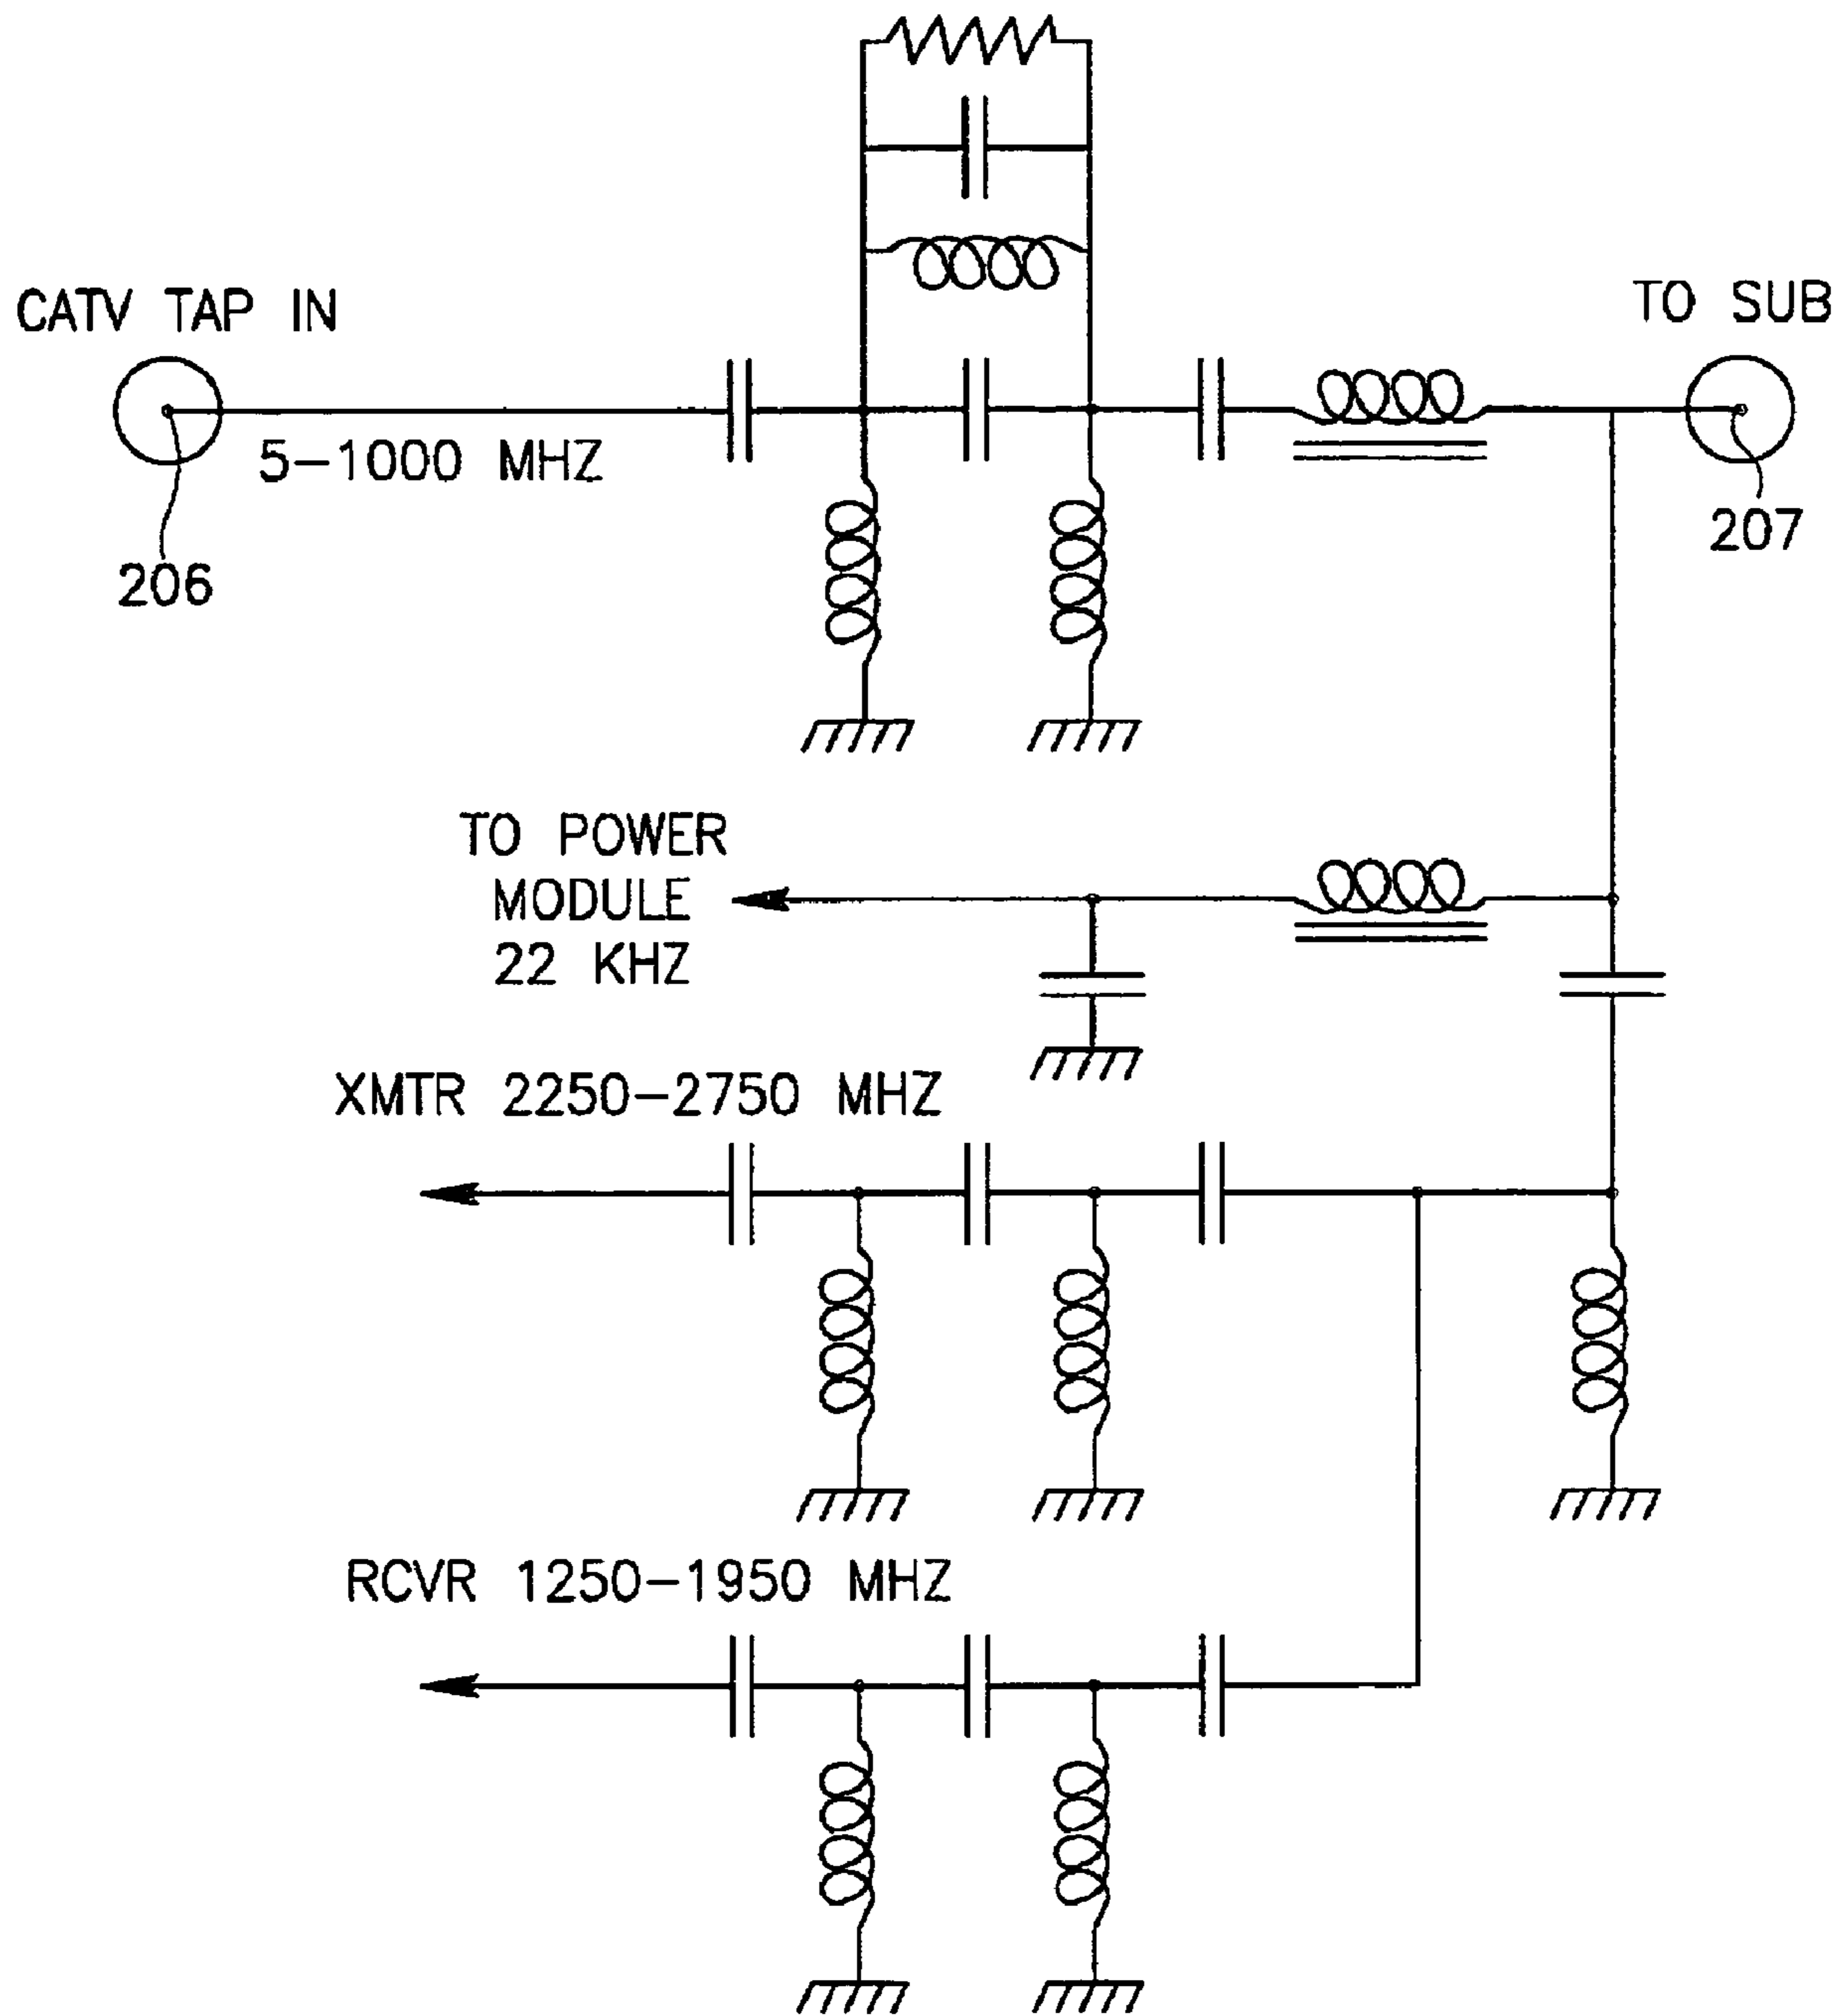 CATV TAP IN
TO SUB
5-1000 MHZ
206
207
TO POWER
MODULE
22 KHZ
XMTR 2250-2750 MHZ
RCVR 1250-1950 MHZ